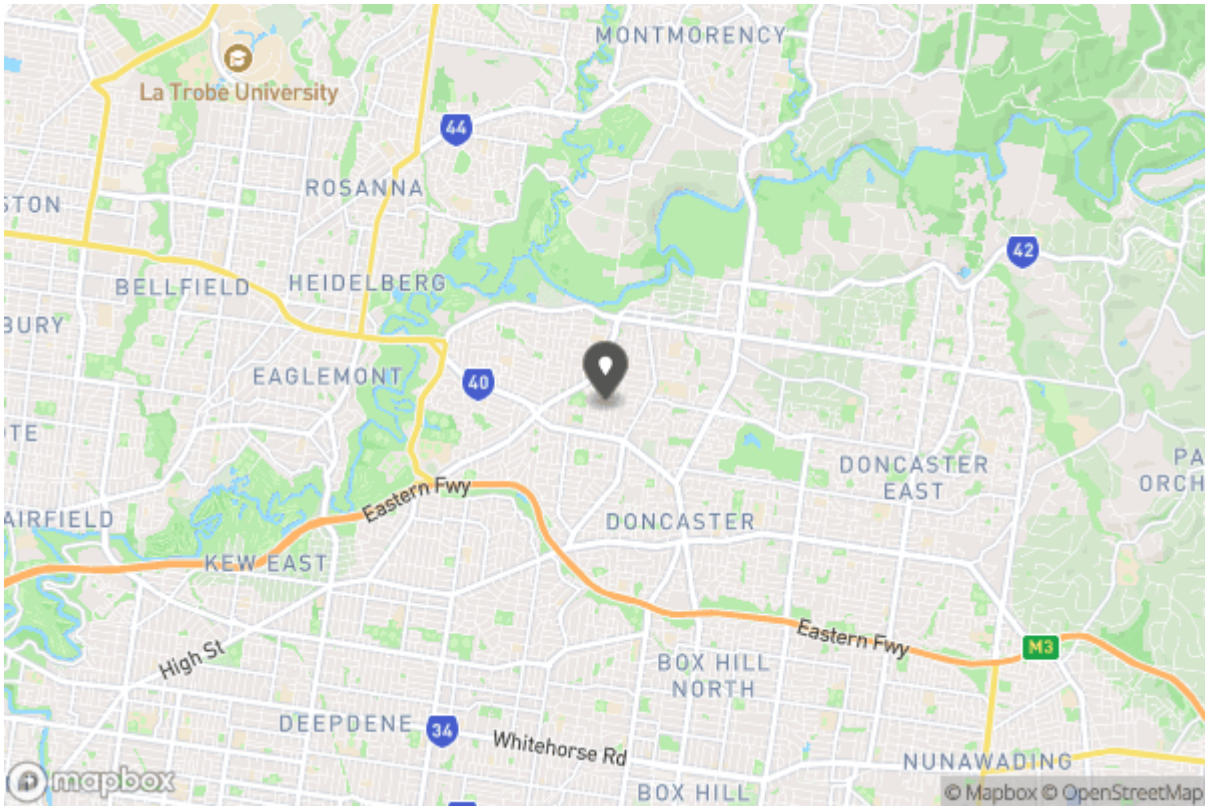 MONTMORENCY
La Trobe University
44
ROSANNA
STON
42
BELLFIELD
HEIDELBERG
BURY
EAGLEMONT
40
OTE
DONCASTER
EAST
PA
ORCH
Eastern Fwy
AIRFIELD
DONCASTER
KEW EAST
Eastern Fwy
M3
High St
BOX HILL
NORTH
DEEPDENE
34
Whitehorse Rd
NUNAWADING
mapbox
BOX HILL
© Mapbox © OpenStreetMap